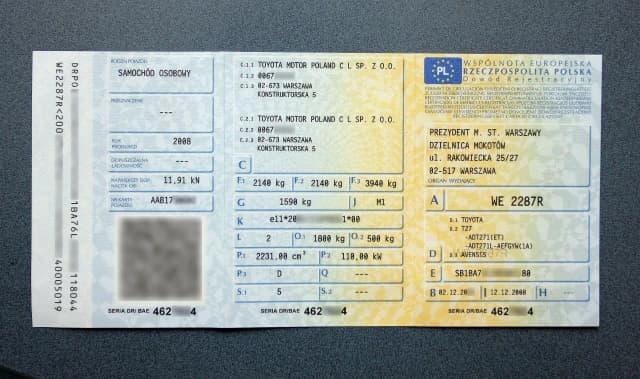 DRPO
WE2287R<200
1BA76L
118044
40005019
RODZAJ POJAZDU
SAMOCHÓD OSOBOWY
PRZEZNACZENIE
---
ROK PRODUKCJI
2008
DOPUSZCZALNA ŁADOWNOŚĆ
---
NAJWIĘKSZY DOP. NACISK OSI
11,91 kN
NR KARTY POJAZDU
AAB17
SERIA DR/BAE 462 4
C.1.1 TOYOTA MOTOR POLAND C L SP. Z O.O.
C.1.2 0067
C.1.3 02-673 WARSZAWA
KONSTRUKTORSKA 5
C.2.1 TOYOTA MOTOR POLAND C L SP. Z O.O.
C.2.2 0067
C.2.3 02-673 WARSZAWA
KONSTRUKTORSKA 5
C
F.1 2140 kg F.2 2140 kg F.3 3940 kg
G 1590 kg J M1
K e11*20 1*00
L 2 O.1 1800 kg O.2 500 kg
P.1 2231,00 cm³ P.2 110,00 kW
P.3 D Q ---
S.1 5 S.2 ---
SERIA DR/BAE 462 4
PL
WSPÓLNOTA EUROPEJSKA
RZECZPOSPOLITA POLSKA
Dowód Rejestracyjny
PREZYDENT M. ST. WARSZAWY
DZIELNICA MOKOTÓW
ul. RAKOWIECKA 25/27
02-517 WARSZAWA
ORGAN WYDAJĄCY
A WE 2287R
D.1 TOYOTA
D.2 T27
-ADT271(ET)
-ADT271L-AEFGYW(1A)
D D.3 AVENSIS
E SB1BA7 80
B 02.12.20 I 12.12.2008 H ---
SERIA DR/BAE 462 4